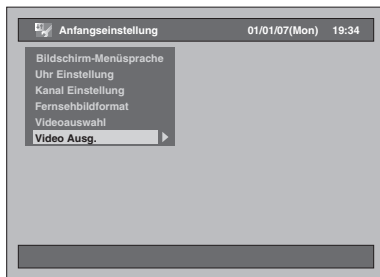 Anfangseinstellung 01/01/07(Mon) 19:34
Bildschirm-Menüsprache
Uhr Einstellung
Kanal Einstellung
Fernsehbildformat
Videoauswahl
Video Ausg.